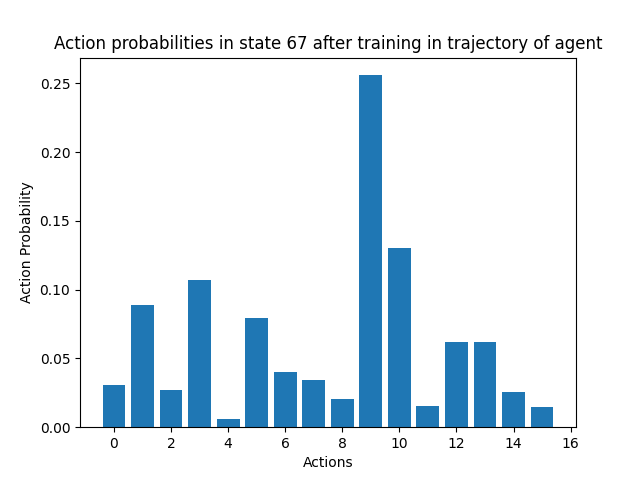 Action probabilities in state 67 after training in trajectory of agent
0.25
0.20
0.15
0.10
0.05
0.00
Action Probability
0 2 4 6 8 10 12 14 16
Actions